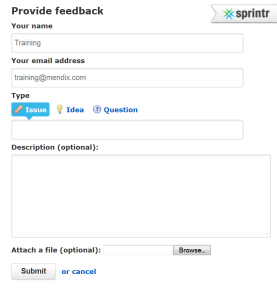 Provide feedback
sprintr
Your name
Training
Your email address
training@mendix.com
Type
Issue Idea Question
Description (optional):
Attach a file (optional): Browse..
Submit or cancel